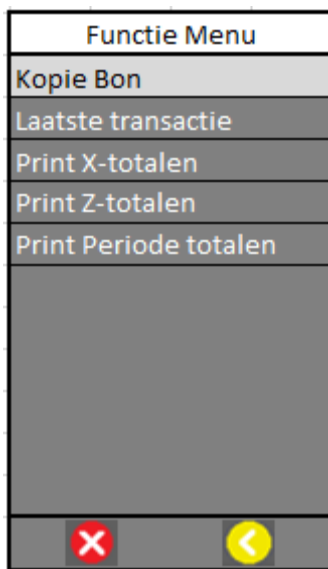 Functie Menu
Kopie Bon
Laatste transactie
Print X-totalen
Print Z-totalen
Print Periode totalen